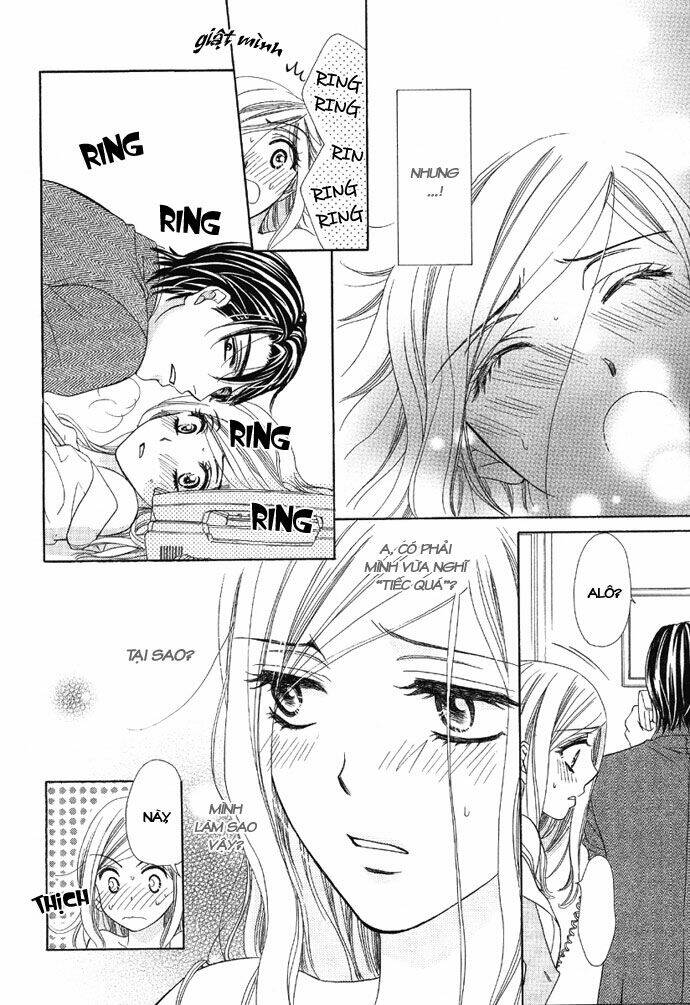 NHƯNG
...!
giật mình
RING
RING
RIN
RING
RING
RING
RING
RING
RING
ALÔ?
A, CÓ PHẢI
MÌNH VỪA NGHĨ
"TIẾC QUÁ"?
TẠI SAO?
MÌNH
LÀM SAO
VẬY?
NÀY
THỊCH